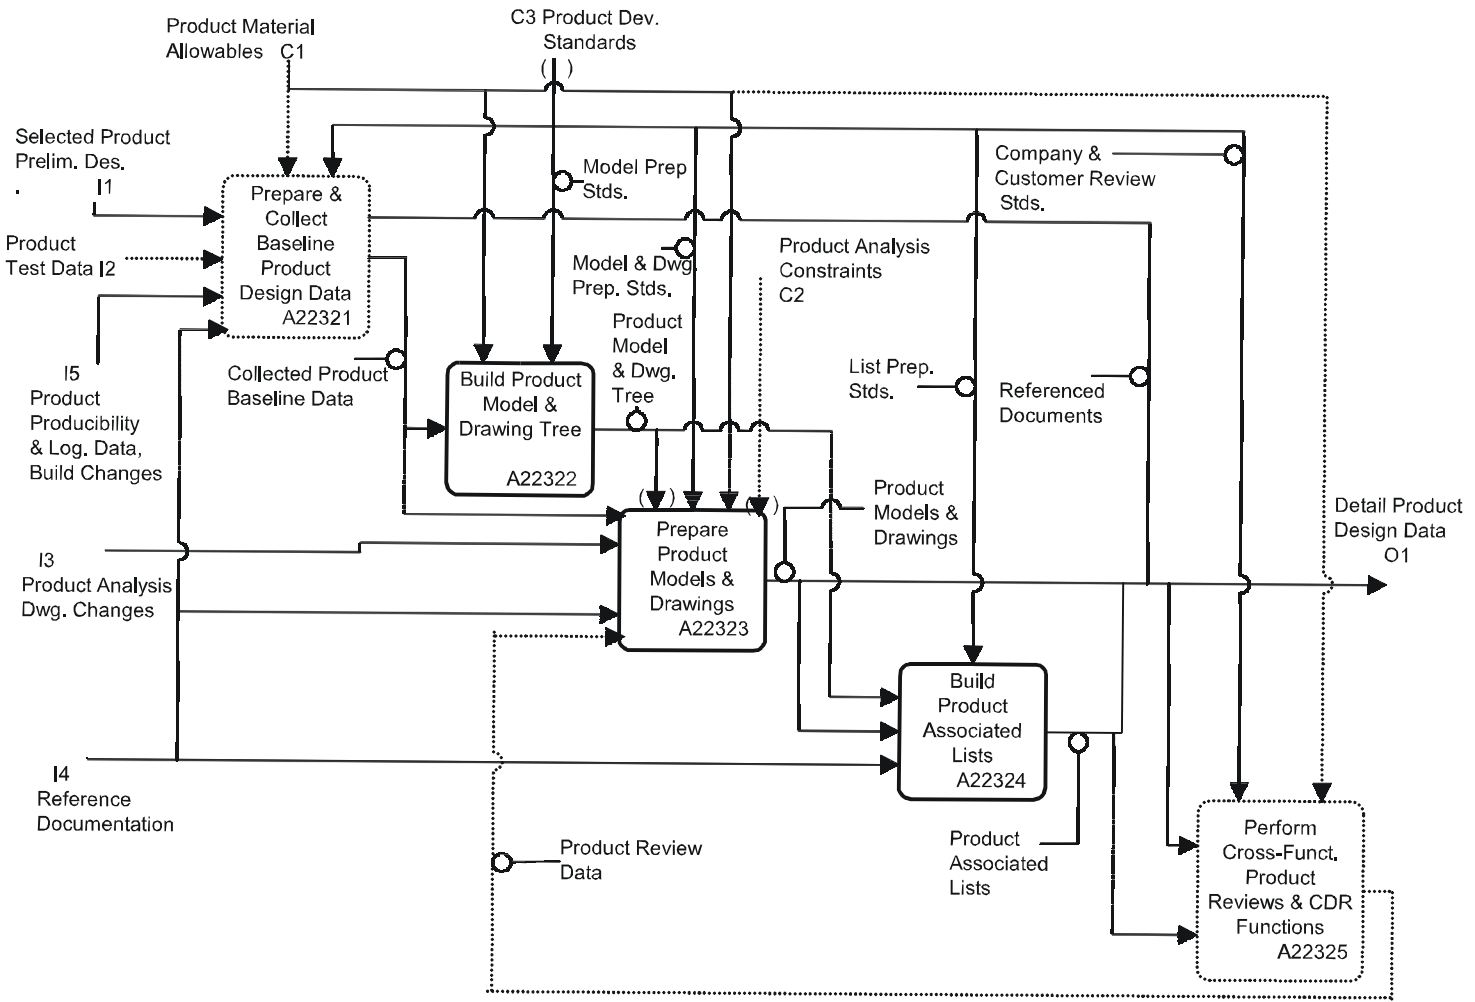 Product Material
Allowables C1
C3 Product Dev.
Standards
( )
Selected Product
Prelim. Des.
. I1
Product
Test Data I2
I5
Product
Producibility
& Log. Data,
Build Changes
I3
Product Analysis
Dwg. Changes
I4
Reference
Documentation
Prepare &
Collect
Baseline
Product
Design Data
A22321
Collected Product
Baseline Data
Model Prep
Stds.
Model & Dwg.
Prep. Stds.
Product
Model
& Dwg.
Tree
Build Product
Model &
Drawing Tree
A22322
Product Analysis
Constraints
C2
Company &
Customer Review
Stds.
List Prep.
Stds.
Referenced
Documents
( )
( )
Prepare
Product
Models &
Drawings
A22323
Product
Models &
Drawings
Detail Product
Design Data
O1
Build
Product
Associated
Lists
A22324
Product
Associated
Lists
Product Review
Data
Perform
Cross-Funct.
Product
Reviews & CDR
Functions
A22325